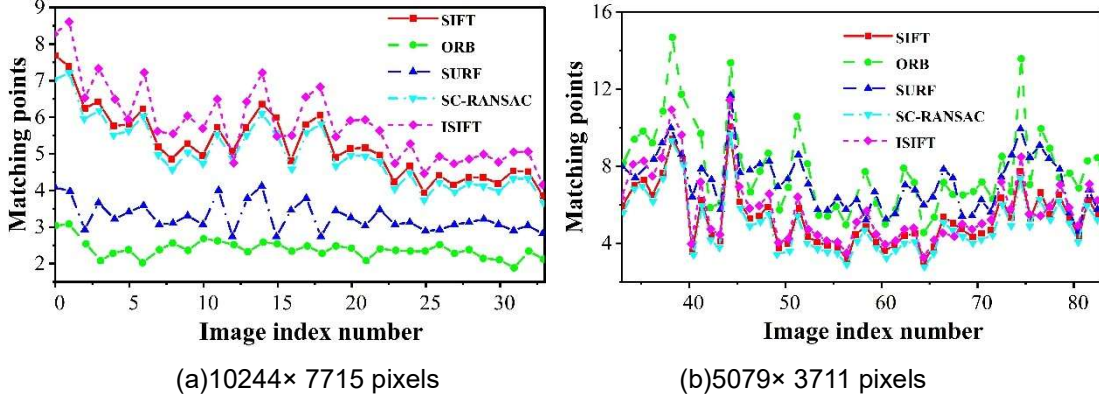 9
8
7
6
5
4
3
2
Matching points
SIFT
ORB
SURF
SC-RANSAC
ISIFT
0 5 10 15 20 25 30
Image index number
(a)10244× 7715 pixels
16
12
8
4
Matching points
SIFT
ORB
SURF
SC-RANSAC
ISIFT
40 50 60 70 80
Image index number
(b)5079× 3711 pixels